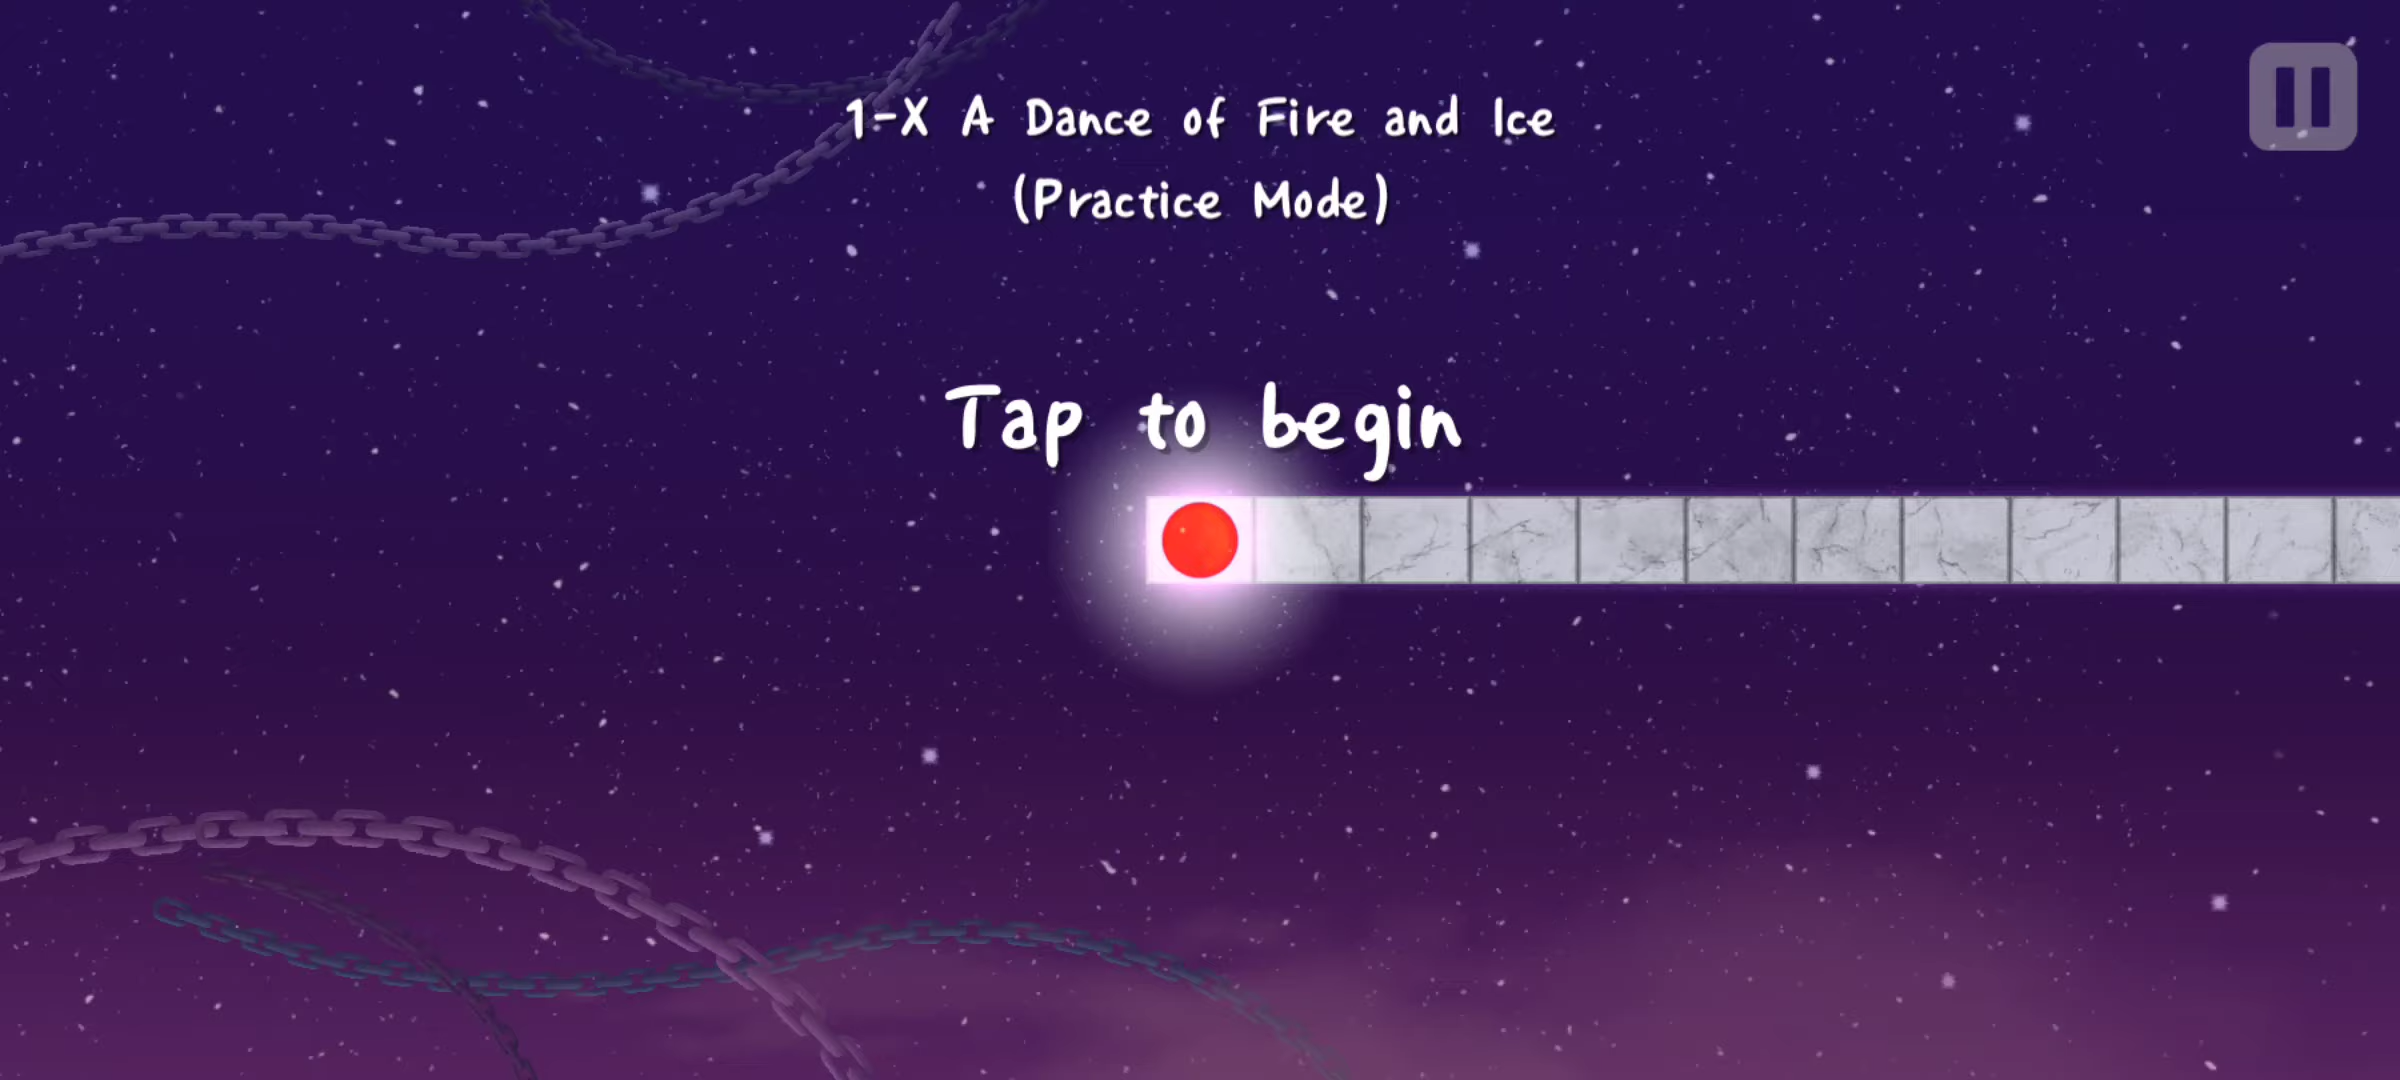 1-X A Dance of Fire and Ice
(Practice Mode)
Tap to begin